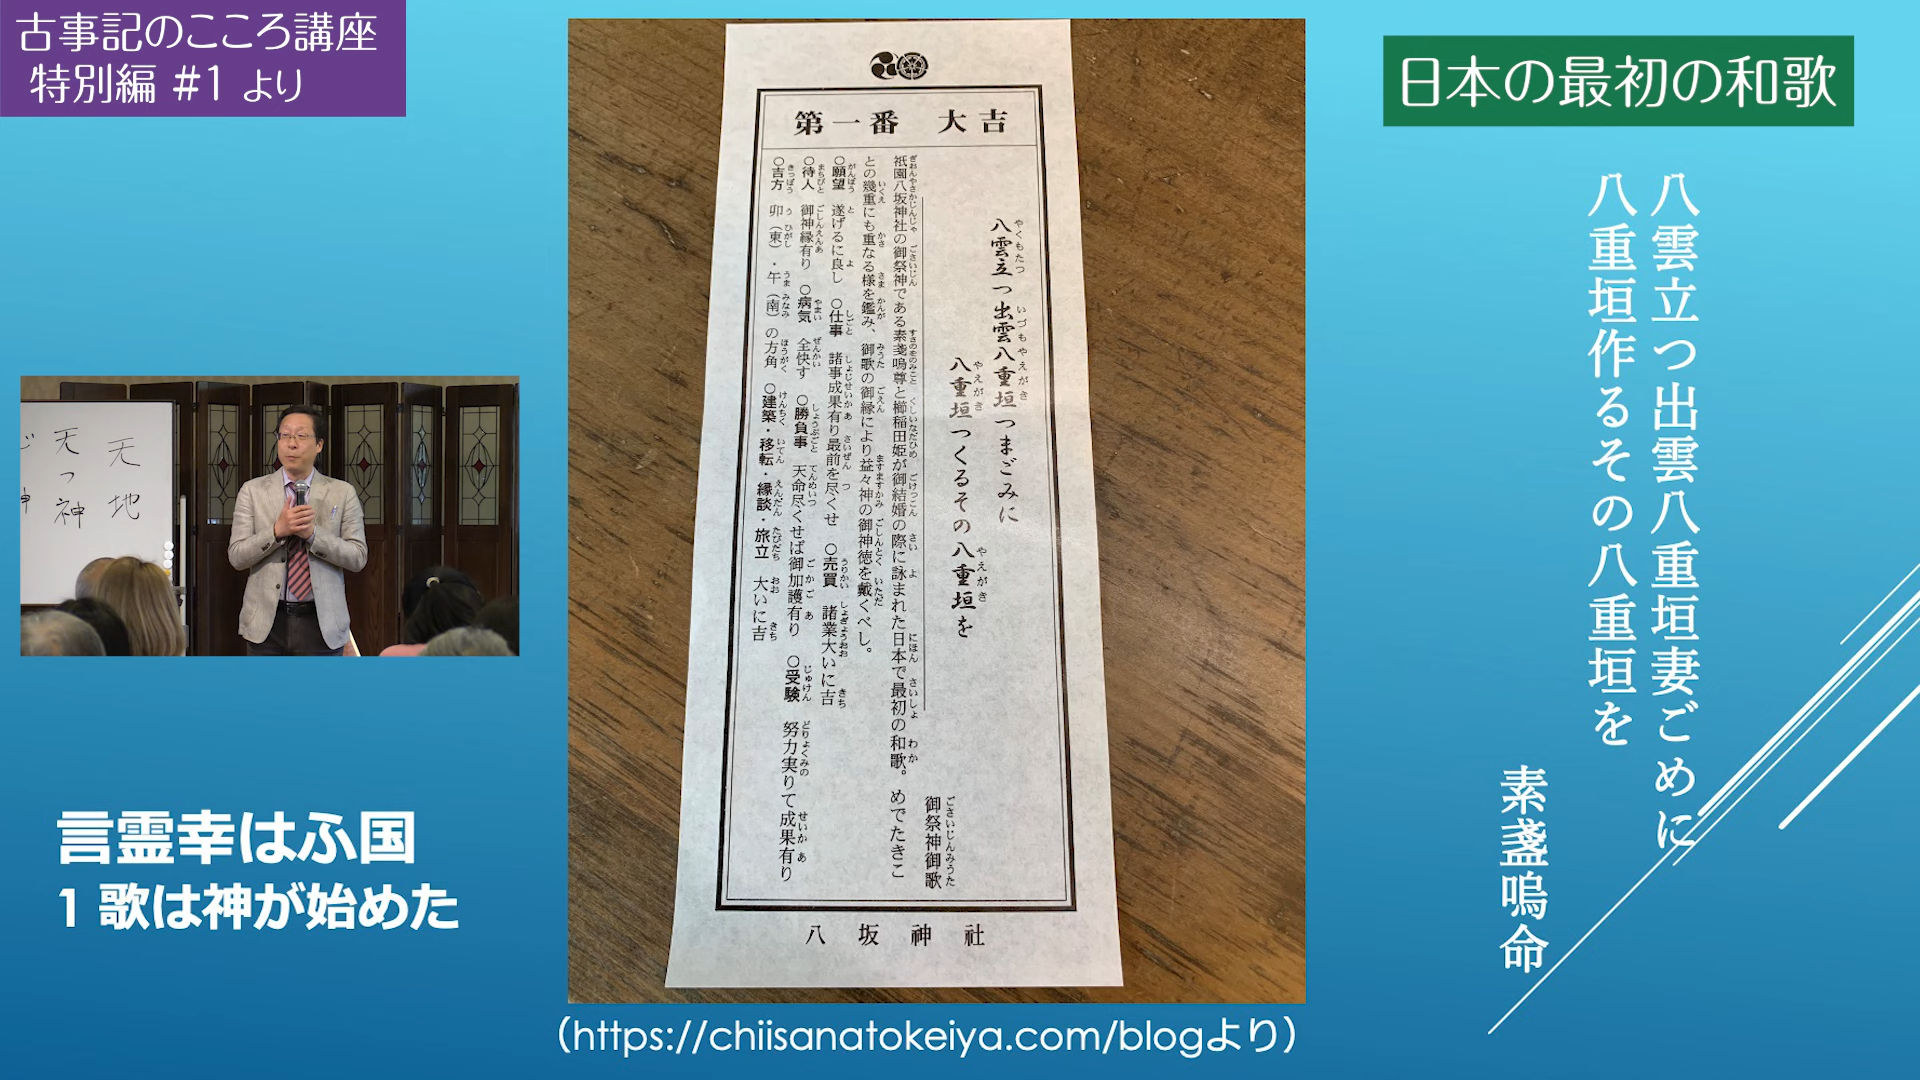 古事記のこころ講座
特別編 #1 より
日本の最初の和歌
八雲立つ出雲八重垣妻ごめに
八重垣作るその八重垣を
素盞嗚命
第一番 大吉
八雲立つ出雲八重垣つまごみに
八重垣つくるその八重垣を
御祭神御歌
祇園八坂神社の御祭神である素戔嗚尊と櫛稲田姫が御結婚の際に詠まれた日本で最初の和歌。めでたきこ
との幾重にも重なる様を鑑み、御歌の御縁により益々神の御神徳を戴くべし。
○願望 遂げるに良し ○仕事 諸事成果有り最前を尽くせ ○売買 諸業大いに吉
○待人 御神縁有り ○病気 全快す ○勝負事 天命尽くせば御加護有り ○受験 努力実りて成果有り
○吉方 卯(東)・午(南)の方角 ○建築・移転・縁談・旅立 大いに吉
八坂神社
天地
天つ神
言霊幸はふ国
1 歌は神が始めた
(https://chiisanatokeiya.com/blogより)